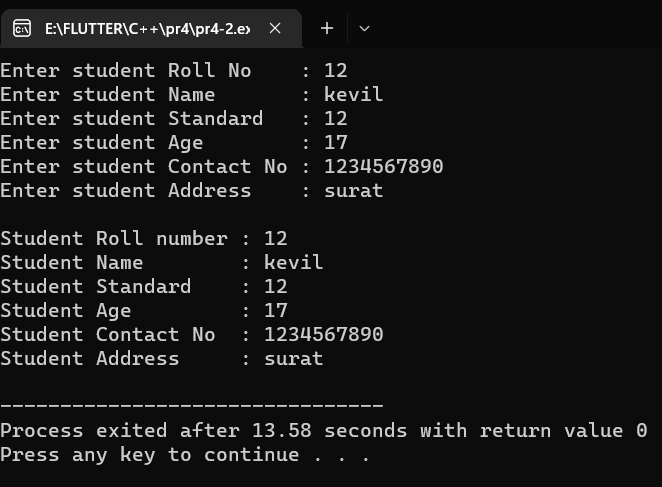 E:\FLUTTER\C++\pr4\pr4-2.ex
Enter student Roll No    : 12
Enter student Name       : kevil
Enter student Standard   : 12
Enter student Age        : 17
Enter student Contact No : 1234567890
Enter student Address    : surat

Student Roll number : 12
Student Name        : kevil
Student Standard    : 12
Student Age         : 17
Student Contact No  : 1234567890
Student Address     : surat

--------------------------------
Process exited after 13.58 seconds with return value 0
Press any key to continue . . .